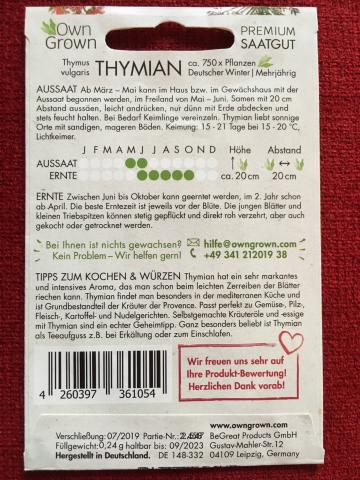 Own Grown
PREMIUM SAATGUT
Thymus vulgaris THYMIAN ca. 750 x Pflanzen
Deutscher Winter | Mehrjährig
AUSSAAT Ab März – Mai kann im Haus bzw. im Gewächshaus mit der
Aussaat begonnen werden, im Freiland von Mai - Juni. Samen mit 20 cm
Abstand aussäen, leicht andrücken, nur dünn mit Erde abdecken und
stets feucht halten. Bei Bedarf Keimlinge vereinzeln. Thymian liebt sonnige
Orte mit sandigen, mageren Böden. Keimung: 15 - 21 Tage bei 15 - 20 °C,
Lichtkeimer.
J F M A M J J A S O N D Höhe Abstand
AUSSAAT
ERNTE ca. 20 cm ca. 20 cm
ERNTE Zwischen Juni bis Oktober kann geerntet werden, im 2. Jahr schon
ab April. Die beste Erntezeit ist jeweils vor der Blüte. Die jungen Blätter und
kleinen Triebspitzen können stetig gepflückt und direkt roh verzehrt, aber auch
gekocht oder getrocknet werden.
Bei Ihnen ist nichts gewachsen? hilfe@owngrown.com
Kein Problem – Wir helfen gern! +49 341 212019 38
TIPPS ZUM KOCHEN & WÜRZEN Thymian hat ein sehr markantes
und intensives Aroma, das man schon beim leichten Zerreiben der Blätter
riechen kann. Thymian findet man besonders in der mediterranen Küche und
ist Grundbestandteil der Kräuter der Provence. Passt perfekt zu Gemüse-, Pilz-,
Fleisch-, Kartoffel- und Nudelgerichten. Selbstgemachte Kräuteröle und -essige
mit Thymian sind ein echter Geheimtipp. Ganz besonders beliebt ist Thymian
als Teeaufguss z.B. bei Erkältung oder zum Einschlafen.
Wir freuen uns sehr auf
Ihre Produkt-Bewertung!
Herzlichen Dank vorab!
4 260397 361054
www.owngrown.com
Verschließung: 07/2019 Partie-Nr.: BeGreat Products GmbH
Füllmenge: 0,24 g haltbar bis: 09/2023 Gustav-Mahler-Str. 12
Hergestellt in Deutschland. DE 148-332 04109 Leipzig, Germany